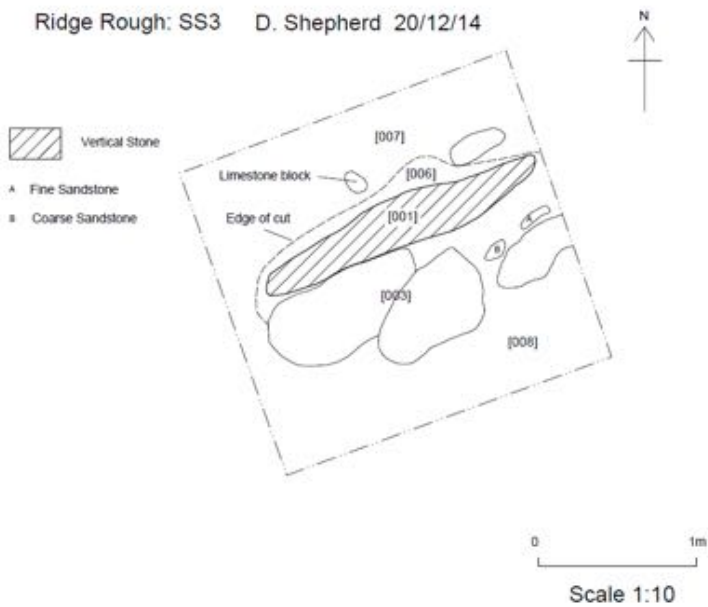 Ridge Rough: SS3 D. Shepherd 20/12/14
N
[007]
Vertical Stone
Limestone block
[006]
A Fine Sandstone
[001]
B Coarse Sandstone
Edge of cut
A
B
[003]
[008]
0 1m
Scale 1:10